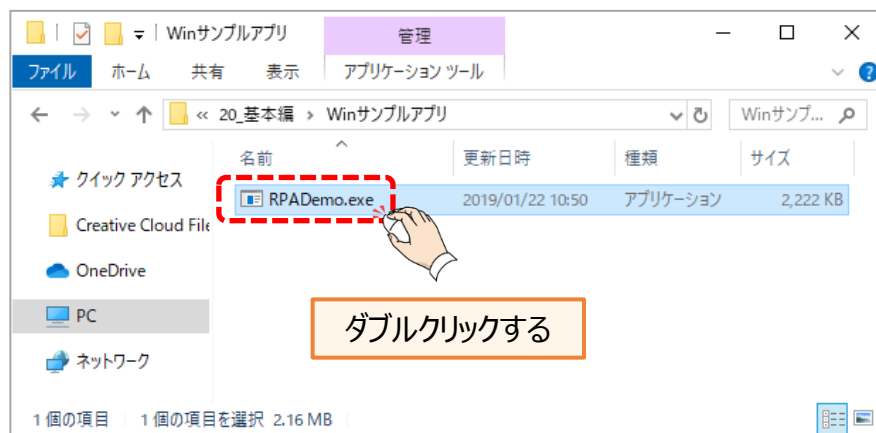 Winサンプルアプリ
管理
ファイル ホーム 共有 表示 アプリケーション ツール
« 20_基本編 › Winサンプルアプリ
Winサンプ...
名前 更新日時 種類 サイズ
クイック アクセス
RPADemo.exe 2019/01/22 10:50 アプリケーション 2,222 KB
Creative Cloud File
OneDrive
PC
ダブルクリックする
ネットワーク
1 個の項目 1 個の項目を選択 2.16 MB